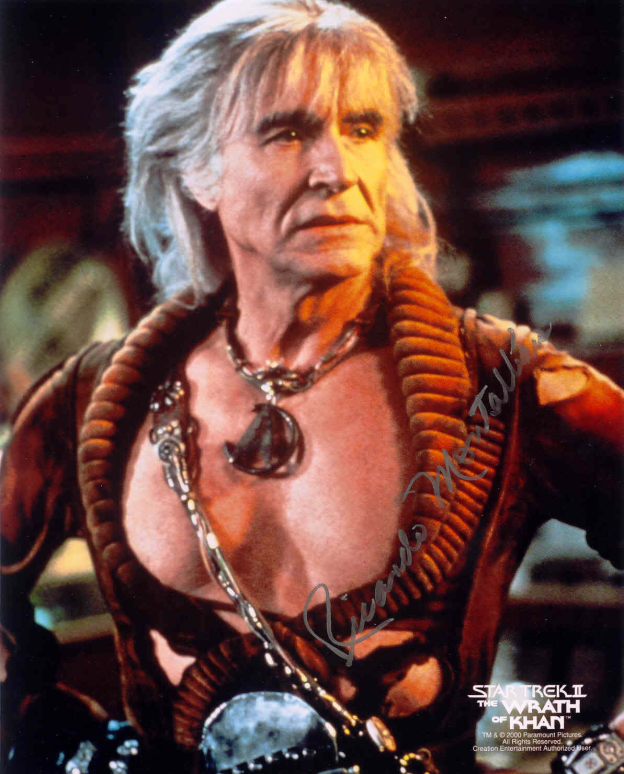 Ricardo Montalban
STAR TREK II
THE WRATH
OF KHAN™
TM & © 2000 Paramount Pictures.
All Rights Reserved.
Creation Entertainment Authorized User.